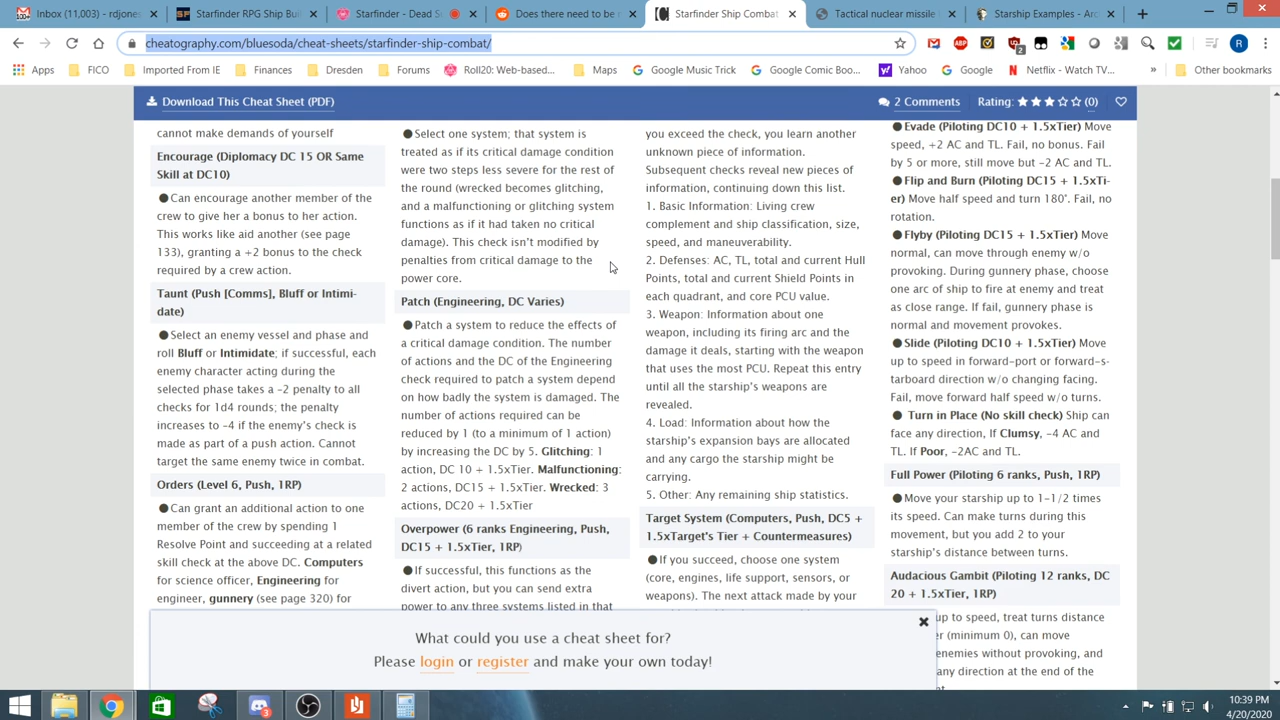 Inbox (11,003) - rdjones
Starfinder RPG Ship Bui
Starfinder - Dead S
Does there need to be
Starfinder Ship Combat
Tactical nuclear missile
Starship Examples - Arc
cheatography.com/bluesoda/cheat-sheets/starfinder-ship-combat/
Apps
FICO
Imported From IE
Finances
Dresden
Forums
Roll20: Web-based...
Maps
Google Music Trick
Google Comic Boo...
Yahoo
Google
Netflix - Watch TV...
Other bookmarks
Download This Cheat Sheet (PDF)
2 Comments
Rating:
(0)
cannot make demands of yourself
Encourage (Diplomacy DC 15 OR Same
Skill at DC10)
●Can encourage another member of the
crew to give her a bonus to her action.
This works like aid another (see page
133), granting a +2 bonus to the check
required by a crew action.
Taunt (Push [Comms], Bluff or Intimi-
date)
●Select an enemy vessel and phase and
roll Bluff or Intimidate; if successful, each
enemy character acting during the
selected phase takes a -2 penalty to all
checks for 1d4 rounds; the penalty
increases to -4 if the enemy's check is
made as part of a push action. Cannot
target the same enemy twice in combat.
Orders (Level 6, Push, 1RP)
●Can grant an additional action to one
member of the crew by spending 1
Resolve Point and succeeding at a related
skill check at the above DC. Computers
for science officer, Engineering for
engineer, gunnery (see page 320) for
●Select one system; that system is
treated as if its critical damage condition
were two steps less severe for the rest of
the round (wrecked becomes glitching,
and a malfunctioning or glitching system
functions as if it had taken no critical
damage). This check isn't modified by
penalties from critical damage to the
power core.
Patch (Engineering, DC Varies)
●Patch a system to reduce the effects of
a critical damage condition. The number
of actions and the DC of the Engineering
check required to patch a system depend
on how badly the system is damaged. The
number of actions required can be
reduced by 1 (to a minimum of 1 action)
by increasing the DC by 5. Glitching: 1
action, DC 10 + 1.5xTier. Malfunctioning:
2 actions, DC15 + 1.5xTier. Wrecked: 3
actions, DC20 + 1.5xTier
Overpower (6 ranks Engineering, Push,
DC15 + 1.5xTier, 1RP)
●If successful, this functions as the
divert action, but you can send extra
power to any three systems listed in that
you exceed the check, you learn another
unknown piece of information.
Subsequent checks reveal new pieces of
information, continuing down this list.
1. Basic Information: Living crew
complement and ship classification, size,
speed, and maneuverability.
2. Defenses: AC, TL, total and current Hull
Points, total and current Shield Points in
each quadrant, and core PCU value.
3. Weapon: Information about one
weapon, including its firing arc and the
damage it deals, starting with the weapon
that uses the most PCU. Repeat this entry
until all the starship's weapons are
revealed.
4. Load: Information about how the
starship's expansion bays are allocated
and any cargo the starship might be
carrying.
5. Other: Any remaining ship statistics.
Target System (Computers, Push, DC5 +
1.5xTarget's Tier + Countermeasures)
●If you succeed, choose one system
(core, engines, life support, sensors, or
weapons). The next attack made by your
●Evade (Piloting DC10 + 1.5xTier) Move
speed, +2 AC and TL. Fail, no bonus. Fail
by 5 or more, still move but -2 AC and TL.
●Flip and Burn (Piloting DC15 + 1.5xTi-
er) Move half speed and turn 180°. Fail, no
rotation.
●Flyby (Piloting DC15 + 1.5xTier) Move
normal, can move through enemy w/o
provoking. During gunnery phase, choose
one arc of ship to fire at enemy and treat
as close range. If fail, gunnery phase is
normal and movement provokes.
●Slide (Piloting DC10 + 1.5xTier) Move
up to speed in forward-port or forward-s-
tarboard direction w/o changing facing.
Fail, move forward half speed w/o turns.
● Turn in Place (No skill check) Ship can
face any direction, If Clumsy, -4 AC and
TL. If Poor, -2AC and TL.
Full Power (Piloting 6 ranks, Push, 1RP)
●Move your starship up to 1-1/2 times
its speed. Can make turns during this
movement, but you add 2 to your
starship's distance between turns.
Audacious Gambit (Piloting 12 ranks, DC
20 + 1.5xTier, 1RP)
up to speed, treat turns distance
(minimum 0), can move
enemies without provoking, and
any direction at the end of the
What could you use a cheat sheet for?
Please login or register and make your own today!
10:39 PM
4/20/2020